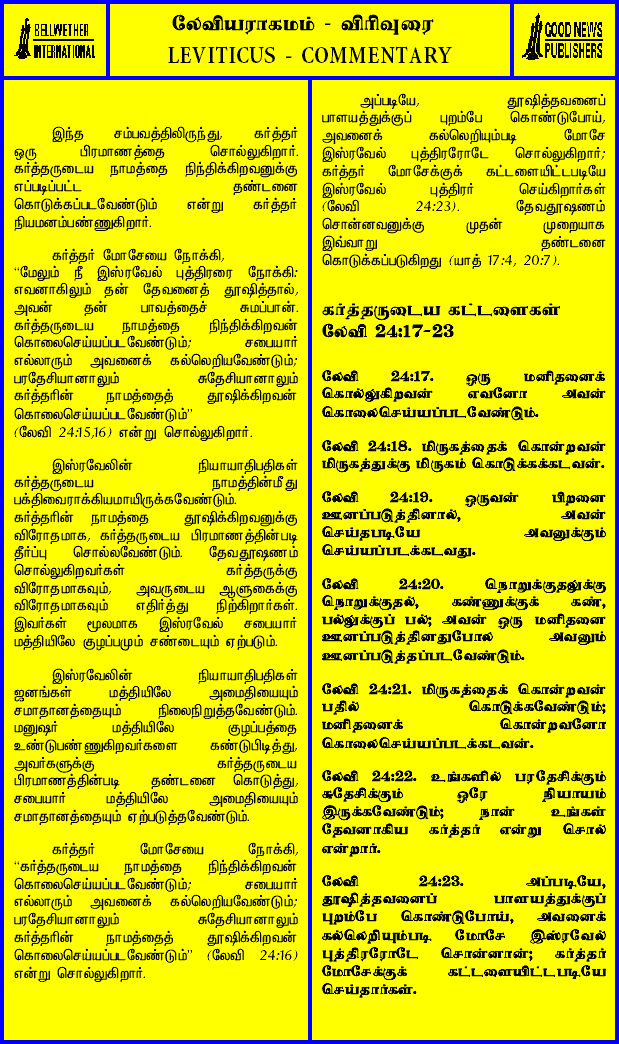 BELLWETHER
INTERNATIONAL
லேவியராகமம் - விரிவுரை
LEVITICUS - COMMENTARY
GOOD NEWS
PUBLISHERS
இந்த சம்பவத்திலிருந்து, கர்த்தர்
ஒரு பிரமாணத்தை சொல்லுகிறார்.
கர்த்தருடைய நாமத்தை நிந்திக்கிறவனுக்கு
எப்படிப்பட்ட தண்டனை
கொடுக்கப்படவேண்டும் என்று கர்த்தர்
நியமனம்பண்ணுகிறார்.
கர்த்தர் மோசேயை நோக்கி,
“மேலும் நீ இஸ்ரவேல் புத்திரரை நோக்கி:
எவனாகிலும் தன் தேவனைத் தூஷித்தால்,
அவன் தன் பாவத்தைச் சுமப்பான்.
கர்த்தருடைய நாமத்தை நிந்திக்கிறவன்
கொலைசெய்யப்படவேண்டும்; சபையார்
எல்லாரும் அவனைக் கல்லெறியவேண்டும்;
பரதேசியானாலும் சுதேசியானாலும்
கர்த்தரின் நாமத்தைத் தூஷிக்கிறவன்
கொலைசெய்யப்படவேண்டும்”
(லேவி 24:15,16) என்று சொல்லுகிறார்.
இஸ்ரவேலின் நியாயாதிபதிகள்
கர்த்தருடைய நாமத்தின்மீது
பக்திவைராக்கியமாயிருக்கவேண்டும்.
கர்த்தரின் நாமத்தை தூஷிக்கிறவனுக்கு
விரோதமாக, கர்த்தருடைய பிரமாணத்தின்படி
தீர்ப்பு சொல்லவேண்டும். தேவதூஷணம்
சொல்லுகிறவர்கள் கர்த்தருக்கு
விரோதமாகவும், அவருடைய ஆளுகைக்கு
விரோதமாகவும் எதிர்த்து நிற்கிறார்கள்.
இவர்கள் மூலமாக இஸ்ரவேல் சபையார்
மத்தியிலே குழப்பமும் சண்டையும் ஏற்படும்.
இஸ்ரவேலின் நியாயாதிபதிகள்
ஜனங்கள் மத்தியிலே அமைதியையும்
சமாதானத்தையும் நிலைநிறுத்தவேண்டும்.
மனுஷர் மத்தியிலே குழப்பத்தை
உண்டுபண்ணுகிறவர்களை கண்டுபிடித்து,
அவர்களுக்கு கர்த்தருடைய
பிரமாணத்தின்படி தண்டனை கொடுத்து,
சபையார் மத்தியிலே அமைதியையும்
சமாதானத்தையும் ஏற்படுத்தவேண்டும்.
கர்த்தர் மோசேயை நோக்கி,
“கர்த்தருடைய நாமத்தை நிந்திக்கிறவன்
கொலைசெய்யப்படவேண்டும்; சபையார்
எல்லாரும் அவனைக் கல்லெறியவேண்டும்;
பரதேசியானாலும் சுதேசியானாலும்
கர்த்தரின் நாமத்தைத் தூஷிக்கிறவன்
கொலைசெய்யப்படவேண்டும்” (லேவி 24:16)
என்று சொல்லுகிறார்.
அப்படியே, தூஷித்தவனைப்
பாளயத்துக்குப் புறம்பே கொண்டுபோய்,
அவனைக் கல்லெறியும்படி மோசே
இஸ்ரவேல் புத்திரரோடே சொல்லுகிறார்;
கர்த்தர் மோசேக்குக் கட்டளையிட்டபடியே
இஸ்ரவேல் புத்திரர் செய்கிறார்கள்
(லேவி 24:23). தேவதூஷணம்
சொன்னவனுக்கு முதன் முறையாக
இவ்வாறு தண்டனை
கொடுக்கப்படுகிறது (யாத் 17:4, 20:7).
கர்த்தருடைய கட்டளைகள்
லேவி 24:17-23
லேவி 24:17. ஒரு மனிதனைக்
கொல்லுகிறவன் எவனோ அவன்
கொலைசெய்யப்படவேண்டும்.
லேவி 24:18. மிருகத்தைக் கொன்றவன்
மிருகத்துக்கு மிருகம் கொடுக்கக்கடவன்.
லேவி 24:19. ஒருவன் பிறனை
ஊனப்படுத்தினால், அவன்
செய்தபடியே அவனுக்கும்
செய்யப்படக்கடவது.
லேவி 24:20. நொறுக்குதலுக்கு
நொறுக்குதல், கண்ணுக்குக் கண்,
பல்லுக்குப் பல்; அவன் ஒரு மனிதனை
ஊனப்படுத்தினதுபோல அவனும்
ஊனப்படுத்தப்படவேண்டும்.
லேவி 24:21. மிருகத்தைக் கொன்றவன்
பதில் கொடுக்கவேண்டும்;
மனிதனைக் கொன்றவனோ
கொலைசெய்யப்படக்கடவன்.
லேவி 24:22. உங்களில் பரதேசிக்கும்
சுதேசிக்கும் ஒரே நியாயம்
இருக்கவேண்டும்; நான் உங்கள்
தேவனாகிய கர்த்தர் என்று சொல்
என்றார்.
லேவி 24:23. அப்படியே,
தூஷித்தவனைப் பாளயத்துக்குப்
புறம்பே கொண்டுபோய், அவனைக்
கல்லெறியும்படி மோசே இஸ்ரவேல்
புத்திரரோடே சொன்னான்; கர்த்தர்
மோசேக்குக் கட்டளையிட்டபடியே
செய்தார்கள்.